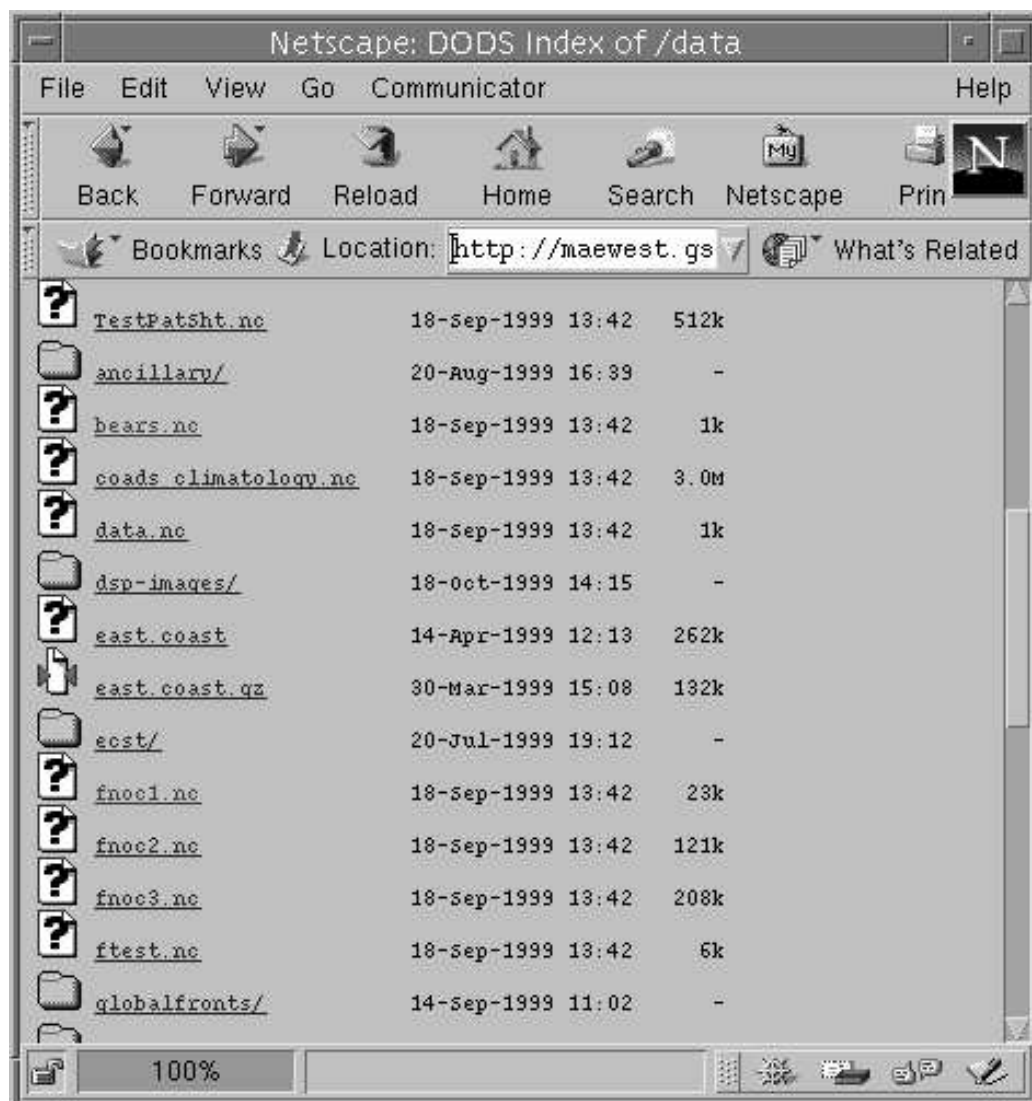 Netscape: DODS Index of /data
File Edit View Go Communicator Help
Back Forward Reload Home Search My Netscape Prin N
Bookmarks Location: http://maewest.gs What's Related
TestPatSht.nc 18-Sep-1999 13:42 512k
ancillary/ 20-Aug-1999 16:39 -
bears.nc 18-Sep-1999 13:42 1k
coads_climatology.nc 18-Sep-1999 13:42 3.0M
data.nc 18-Sep-1999 13:42 1k
dsp-images/ 18-Oct-1999 14:15 -
east.coast 14-Apr-1999 12:13 262k
east.coast.gz 30-Mar-1999 15:08 132k
ecst/ 20-Jul-1999 19:12 -
fnoc1.nc 18-Sep-1999 13:42 23k
fnoc2.nc 18-Sep-1999 13:42 121k
fnoc3.nc 18-Sep-1999 13:42 208k
ftest.nc 18-Sep-1999 13:42 6k
globalfronts/ 14-Sep-1999 11:02 -
100%